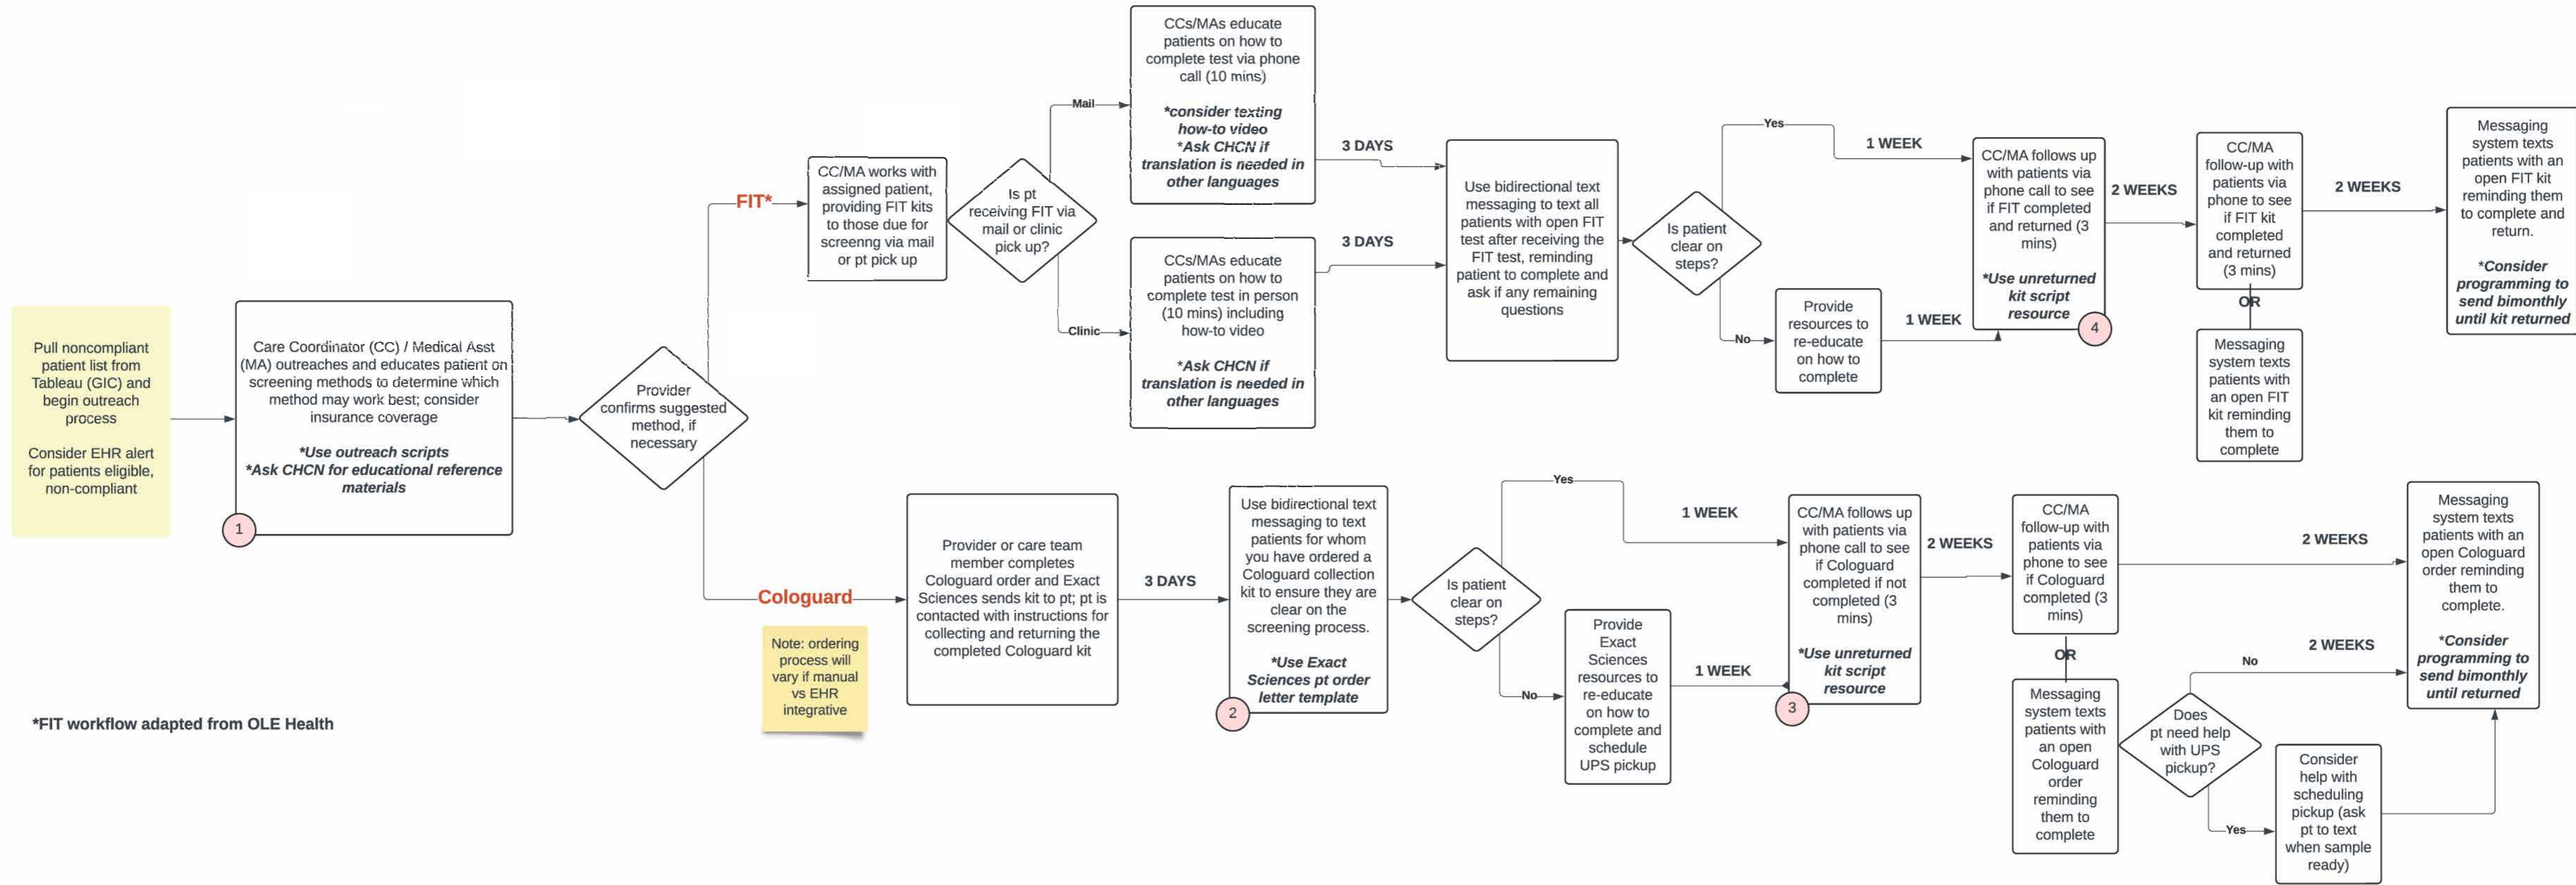 Pull noncompliant
patient list from
Tableau (GIC) and
begin outreach
process
Consider EHR alert
for patients eligible,
non-compliant
Care Coordinator (CC) / Medical Asst
(MA) outreaches and educates patient on
screening methods to determine which
method may work best; consider
insurance coverage
*Use outreach scripts
*Ask CHCN for educational reference
materials
1
Provider
confirms suggested
method, if
necessary
FIT*
CC/MA works with
assigned patient,
providing FIT kits
to those due for
screenng via mail
or pt pick up
Is pt
receiving FIT via
mail or clinic
pick up?
Mail
CCs/MAs educate
patients on how to
complete test via phone
call (10 mins)
*consider texting
how-to video
*Ask CHCN if
translation is needed in
other languages
3 DAYS
Clinic
CCs/MAs educate
patients on how to
complete test in person
(10 mins) including
how-to video
*Ask CHCN if
translation is needed in
other languages
3 DAYS
Use bidirectional text
messaging to text all
patients with open FIT
test after receiving the
FIT test, reminding
patient to complete and
ask if any remaining
questions
Is patient
clear on
steps?
Yes
1 WEEK
No
Provide
resources to
re-educate
on how to
complete
1 WEEK
CC/MA follows up
with patients via
phone call to see
if FIT completed
and returned (3
mins)
*Use unreturned
kit script
resource
4
2 WEEKS
CC/MA
follow-up with
patients via
phone to see
if FIT kit
completed
and returned
(3 mins)
OR
Messaging
system texts
patients with
an open FIT
kit reminding
them to
complete
2 WEEKS
Messaging
system texts
patients with an
open FIT kit
reminding them
to complete and
return.
*Consider
programming to
send bimonthly
until kit returned
Cologuard
Note: ordering
process will
vary if manual
vs EHR
integrative
Provider or care team
member completes
Cologuard order and Exact
Sciences sends kit to pt; pt is
contacted with instructions for
collecting and returning the
completed Cologuard kit
3 DAYS
Use bidirectional text
messaging to text
patients for whom
you have ordered a
Cologuard collection
kit to ensure they are
clear on the
screening process.
*Use Exact
Sciences pt order
letter template
2
Is patient
clear on
steps?
Yes
1 WEEK
No
Provide
Exact
Sciences
resources to
re-educate
on how to
complete and
schedule
UPS pickup
1 WEEK
CC/MA follows up
with patients via
phone call to see
if Cologuard
completed if not
completed (3
mins)
*Use unreturned
kit script
resource
3
2 WEEKS
CC/MA
follow-up with
patients via
phone to see
if Cologuard
completed (3
mins)
OR
Messaging
system texts
patients with
an open
Cologuard
order
reminding
them to
complete
2 WEEKS
Does
pt need help
with UPS
pickup?
No
2 WEEKS
Yes
Consider
help with
scheduling
pickup (ask
pt to text
when sample
ready)
Messaging
system texts
patients with an
open Cologuard
order reminding
them to
complete.
*Consider
programming to
send bimonthly
until returned
*FIT workflow adapted from OLE Health